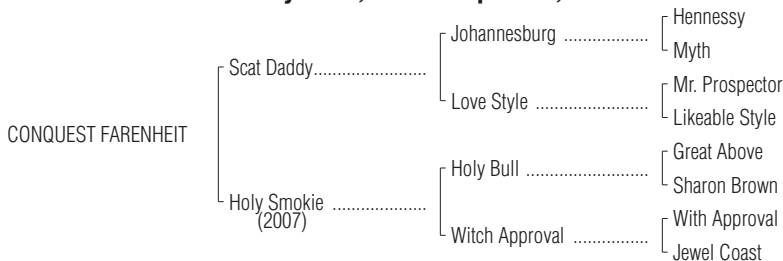 Hennessy
Johannesburg ..................
Myth
Scat Daddy........................
Mr. Prospector
Love Style ........................
Likeable Style
CONQUEST FARENHEIT
Great Above
Holy Bull ..........................
Sharon Brown
Holy Smokie ....................
(2007)
With Approval
Witch Approval ................
Jewel Coast